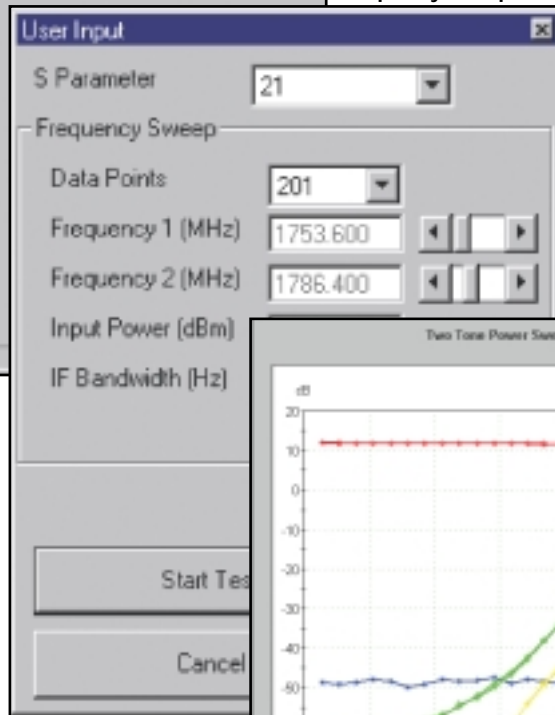 User Input
S Parameter
21
Frequency Sweep
Data Points
201
Frequency 1 (MHz)
1753.600
Frequency 2 (MHz)
1786.400
Input Power (dBm)
IF Bandwidth (Hz)
Start Tes
Cancel
Two Tone Power Swe
dB
20
10
0
-10
-20
-30
-40
-50